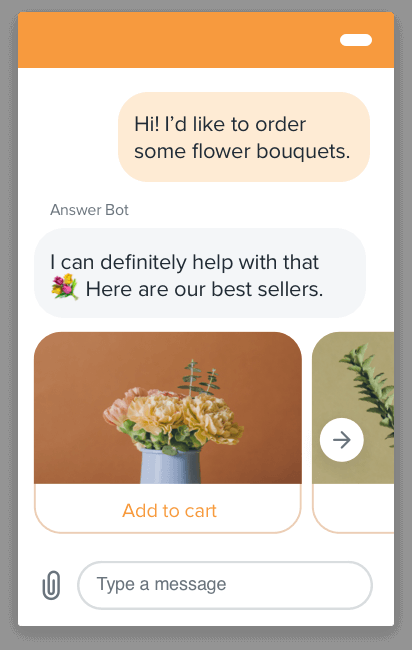 Hi! I’d like to order
some flower bouquets.
Answer Bot
I can definitely help with that
💐 Here are our best sellers.
Add to cart
Type a message